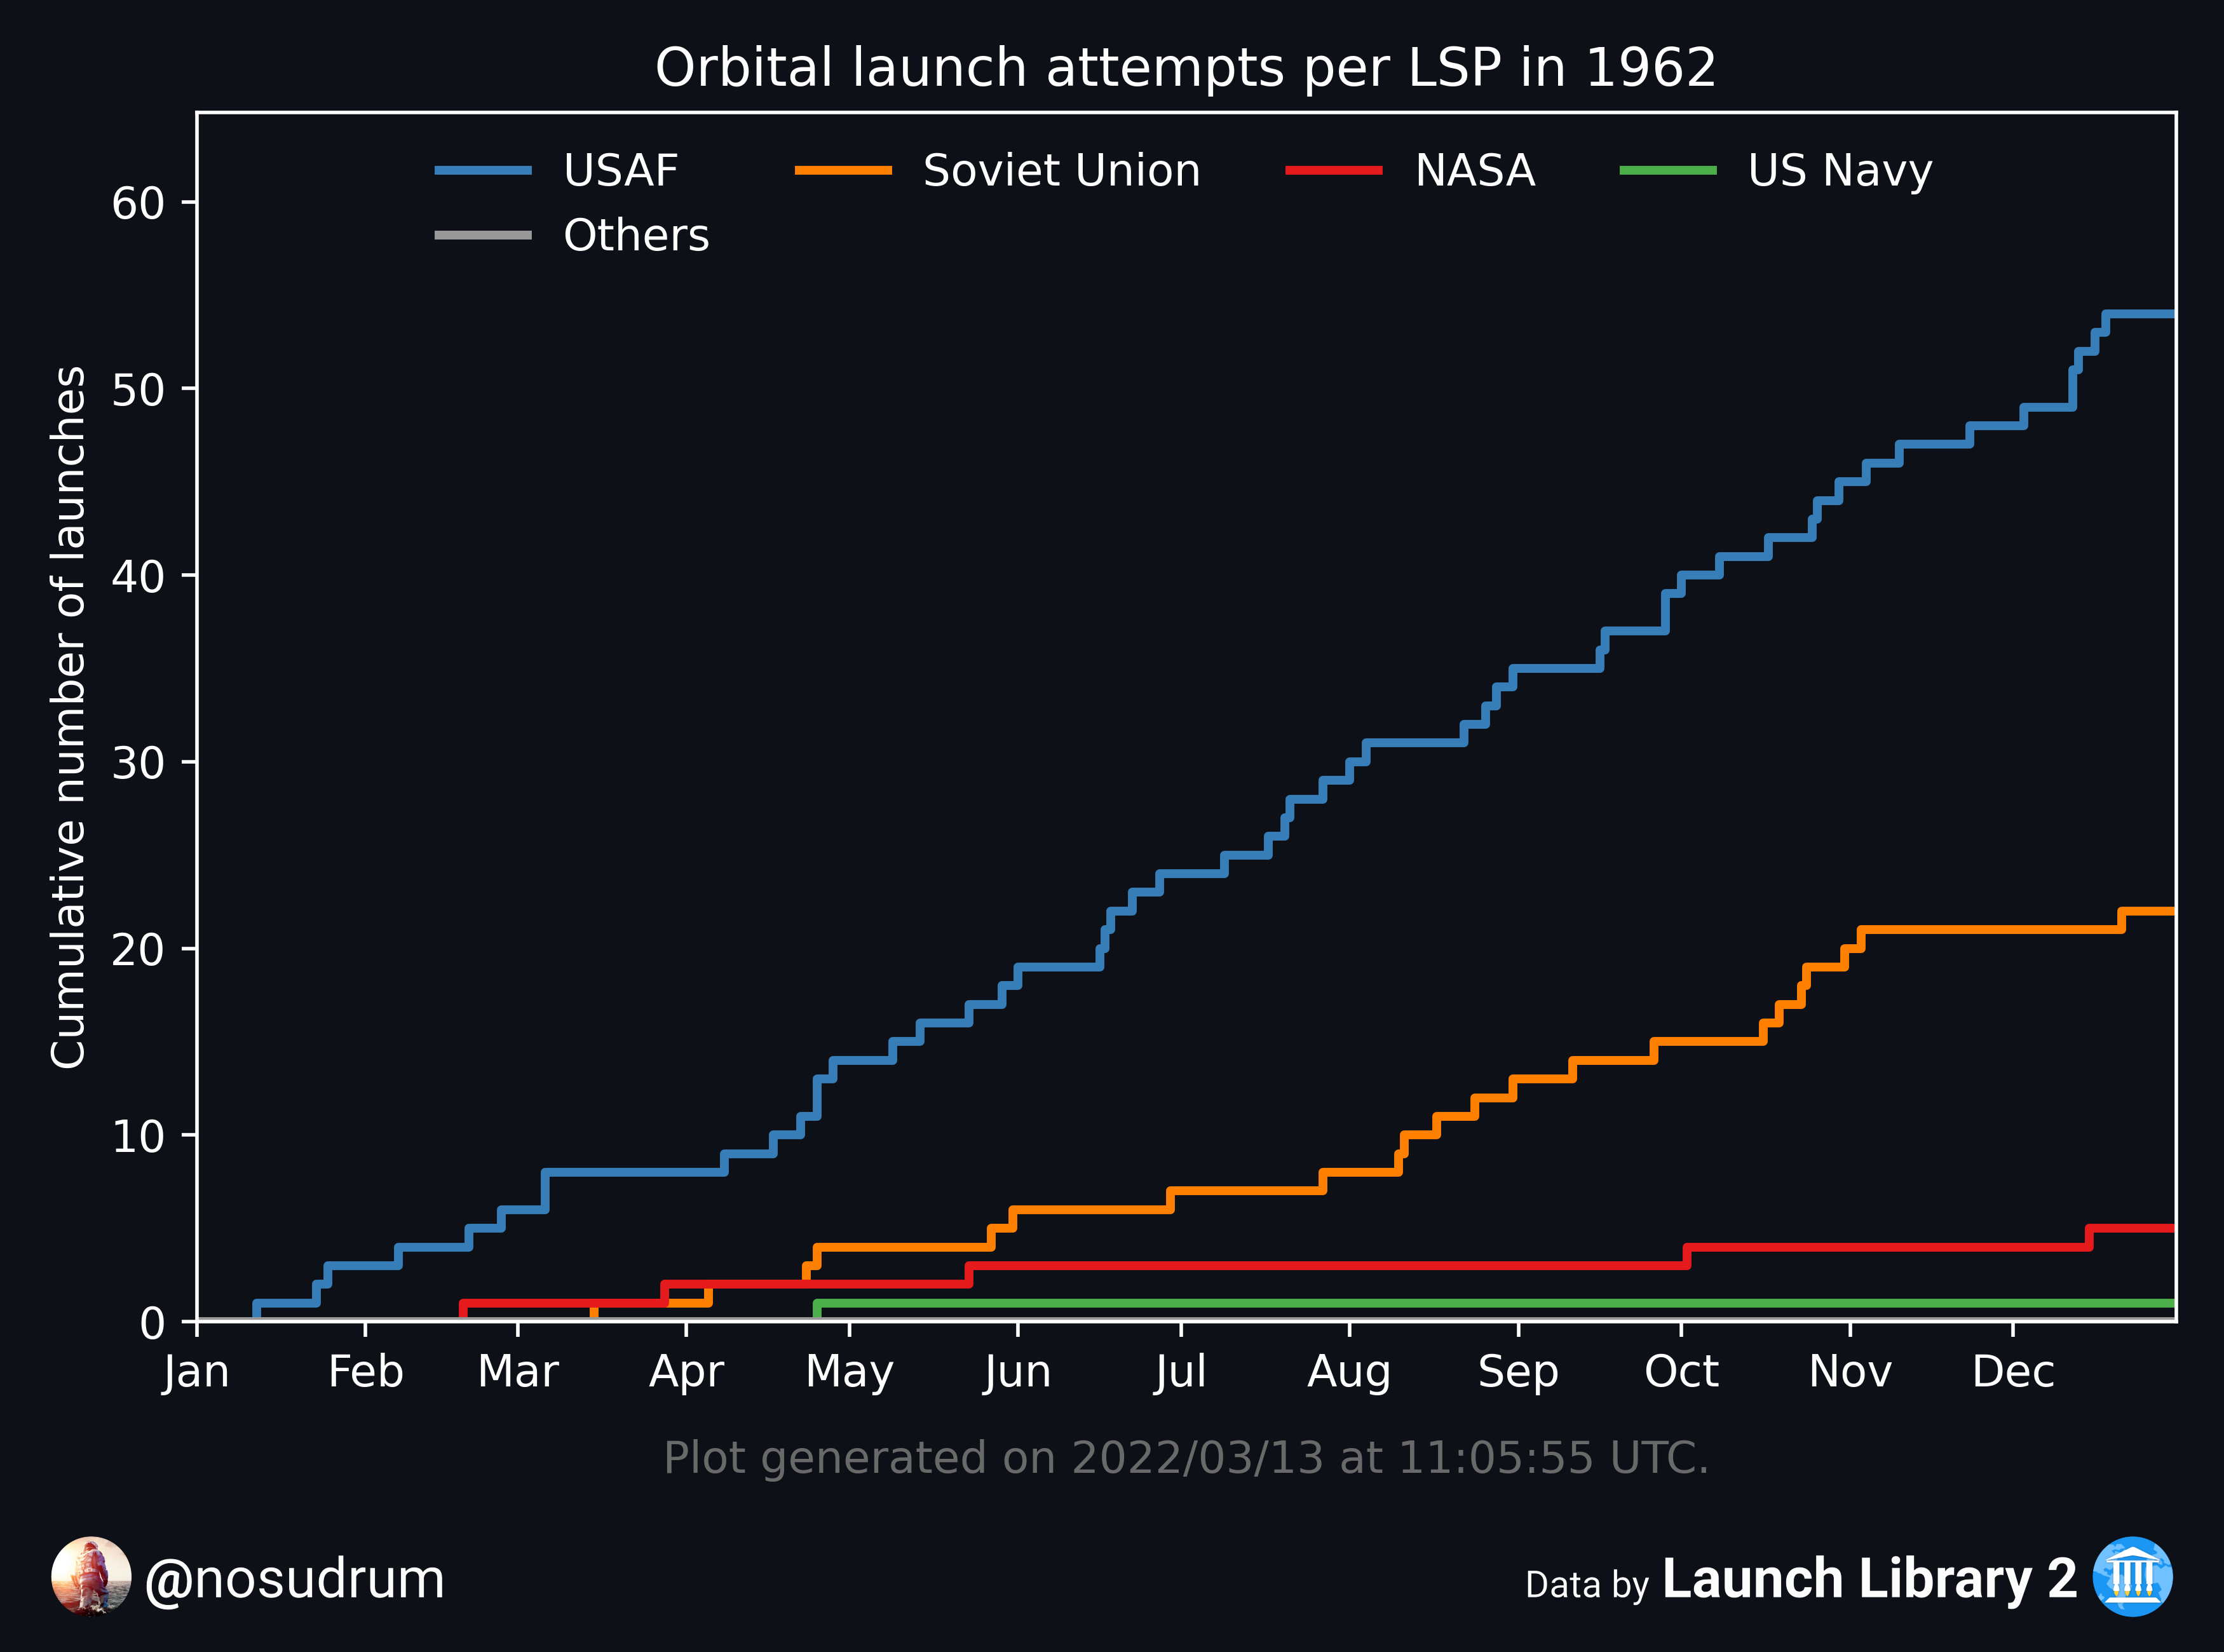 Orbital launch attempts per LSP in 1962
USAF Soviet Union NASA US Navy
Others
Cumulative number of launches
60
50
40
30
20
10
0
Jan Feb Mar Apr May Jun Jul Aug Sep Oct Nov Dec
Plot generated on 2022/03/13 at 11:05:55 UTC.
@nosudrum
Data by Launch Library 2